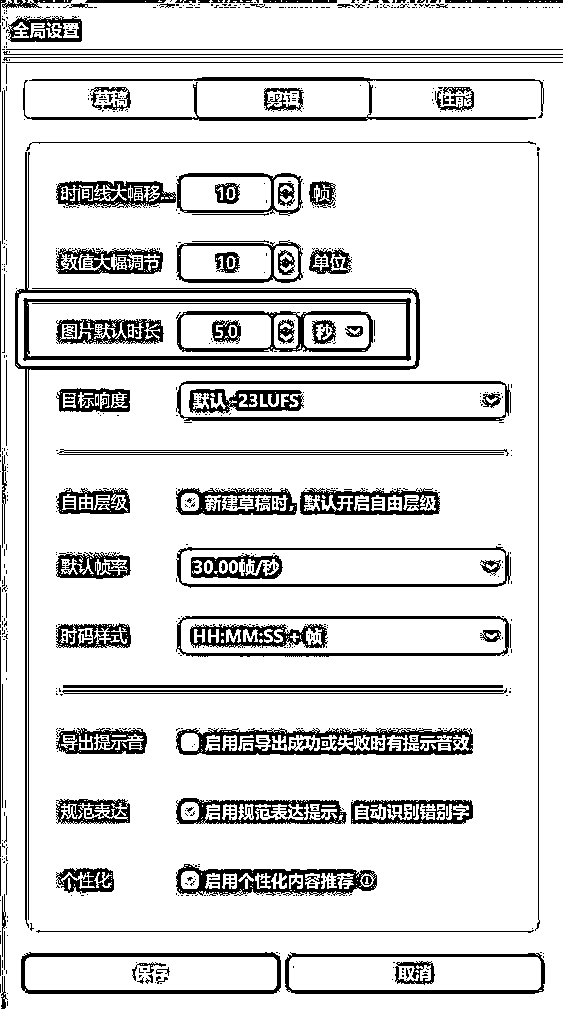 全局设置
草稿 剪辑 性能
时间线大幅移... 10 帧
数值大幅调节 10 单位
图片默认时长 5.0 秒
目标响度 默认 -23LUFS
自由层级 新建草稿时，默认开启自由层级
默认帧率 30.00帧/秒
时码样式 HH:MM:SS + 帧
导出提示音 启用后导出成功或失败时有提示音效
规范表达 启用规范表达提示，自动识别错别字
个性化 启用个性化内容推荐
保存 取消